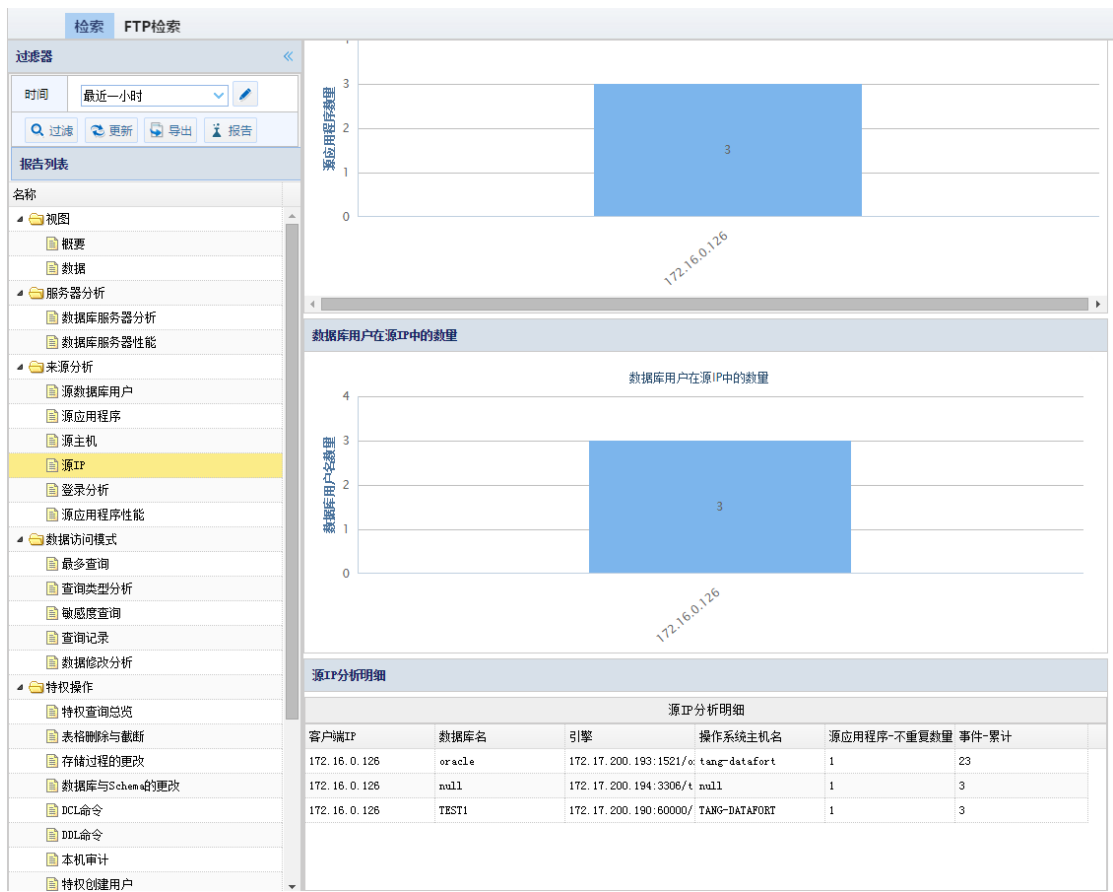 检索 FTP检索
过滤器
时间 最近一小时
过滤 更新 导出 报告
报告列表
名称
视图
概要
数据
服务器分析
数据库服务器分析
数据库服务器性能
来源分析
源数据库用户
源应用程序
源主机
源IP
登录分析
源应用程序性能
数据访问模式
最多查询
查询类型分析
敏感度查询
查询记录
数据修改分析
特权操作
特权查询总览
表格删除与截断
存储过程的更改
数据库与Schema的更改
DCL命令
DDL命令
本机审计
特权创建用户
源应用程序数量
3
2
1
0
3
172.16.0.126
数据库用户在源IP中的数量
数据库用户在源IP中的数量
数据库用户名数量
4
3
2
1
0
3
172.16.0.126
源IP分析明细
源IP分析明细
客户端IP 数据库名 引擎 操作系统主机名 源应用程序-不重复数量 事件-累计
172.16.0.126 oracle 172.17.200.193:1521/o tang-datafort 1 23
172.16.0.126 null 172.17.200.194:3306/t null 1 3
172.16.0.126 TEST1 172.17.200.190:60000/ TANG-DATAFORT 1 3